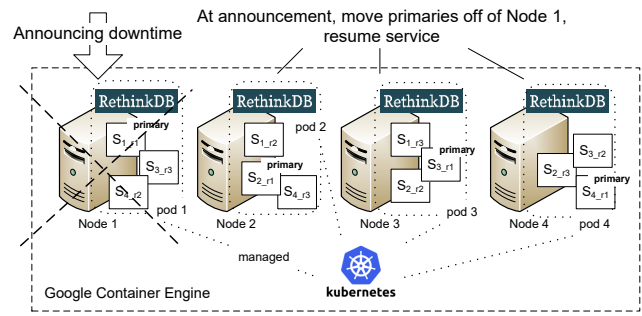 Announcing downtime
At announcement, move primaries off of Node 1,
resume service
RethinkDB
primary
S1_r1
S3_r3
S4_r2
pod 1
Node 1
RethinkDB
pod 2
S1_r2
primary
S2_r1
S4_r3
Node 2
RethinkDB
S1_r3
primary
S3_r1
S2_r2
pod 3
Node 3
RethinkDB
S3_r2
S2_r3
primary
S4_r1
pod 4
Node 4
managed
kubernetes
Google Container Engine